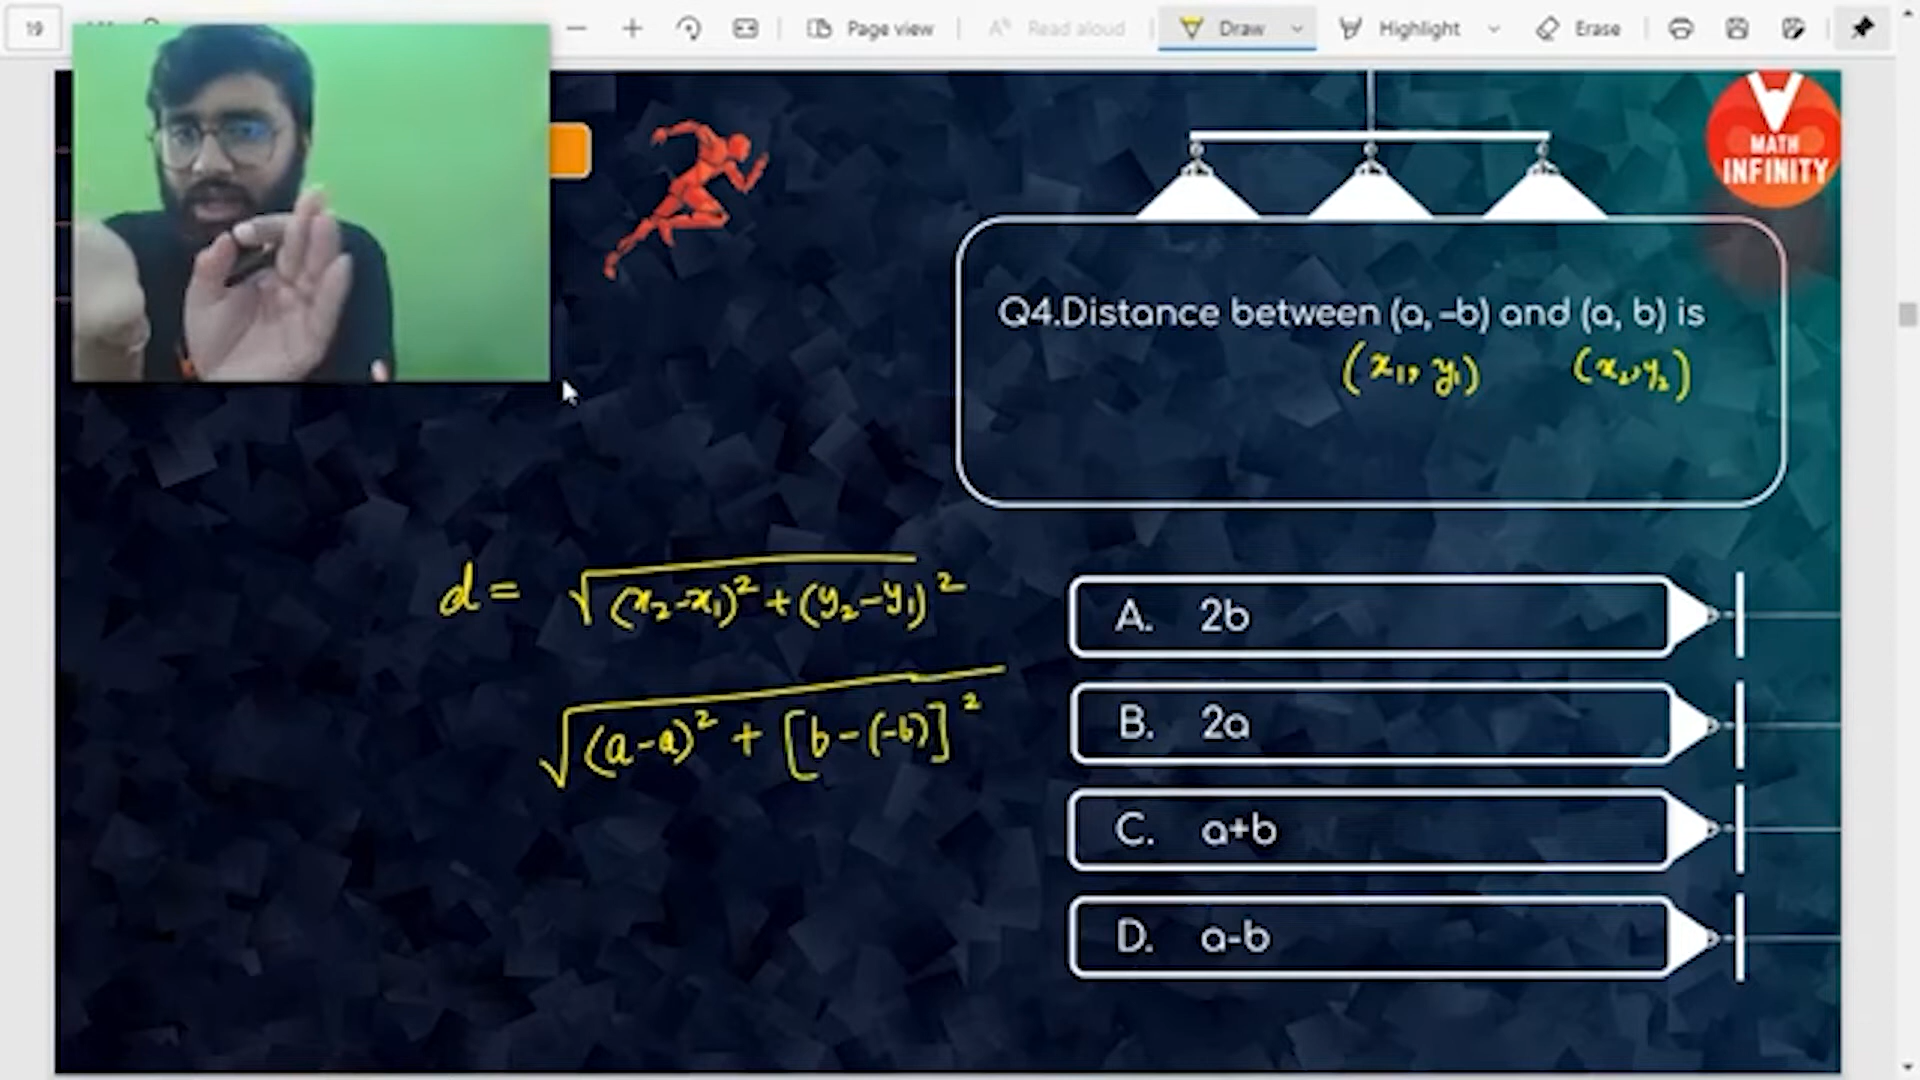 19
Page view
Read aloud
Draw
Highlight
Erase
MATH
INFINITY
Q4.Distance between (a, –b) and (a, b) is
(x₁, y₁) (x₂, y₂)
d = √(x₂-x₁)² + (y₂-y₁)²
√(a-a)² + [b-(-b)]²
A. 2b
B. 2a
C. a+b
D. a-b